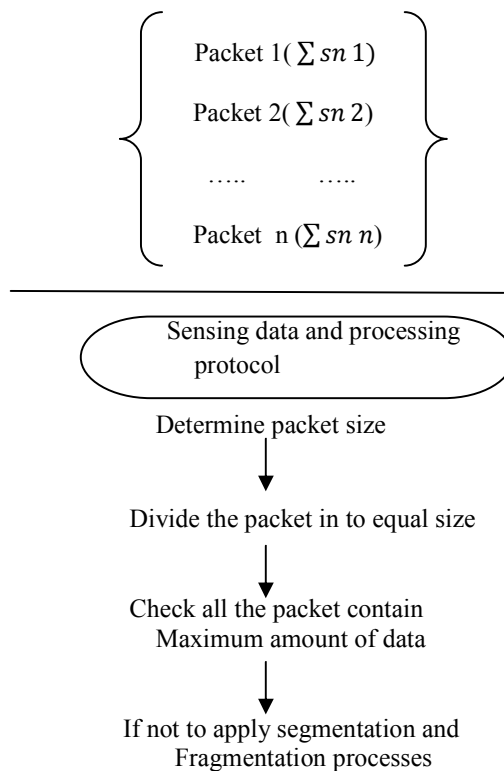 Packet 1(∑ sn 1)
Packet 2(∑ sn 2)
….. …..
Packet n (∑ sn n)
Sensing data and processing
protocol
Determine packet size
Divide the packet in to equal size
Check all the packet contain
Maximum amount of data
If not to apply segmentation and
Fragmentation processes